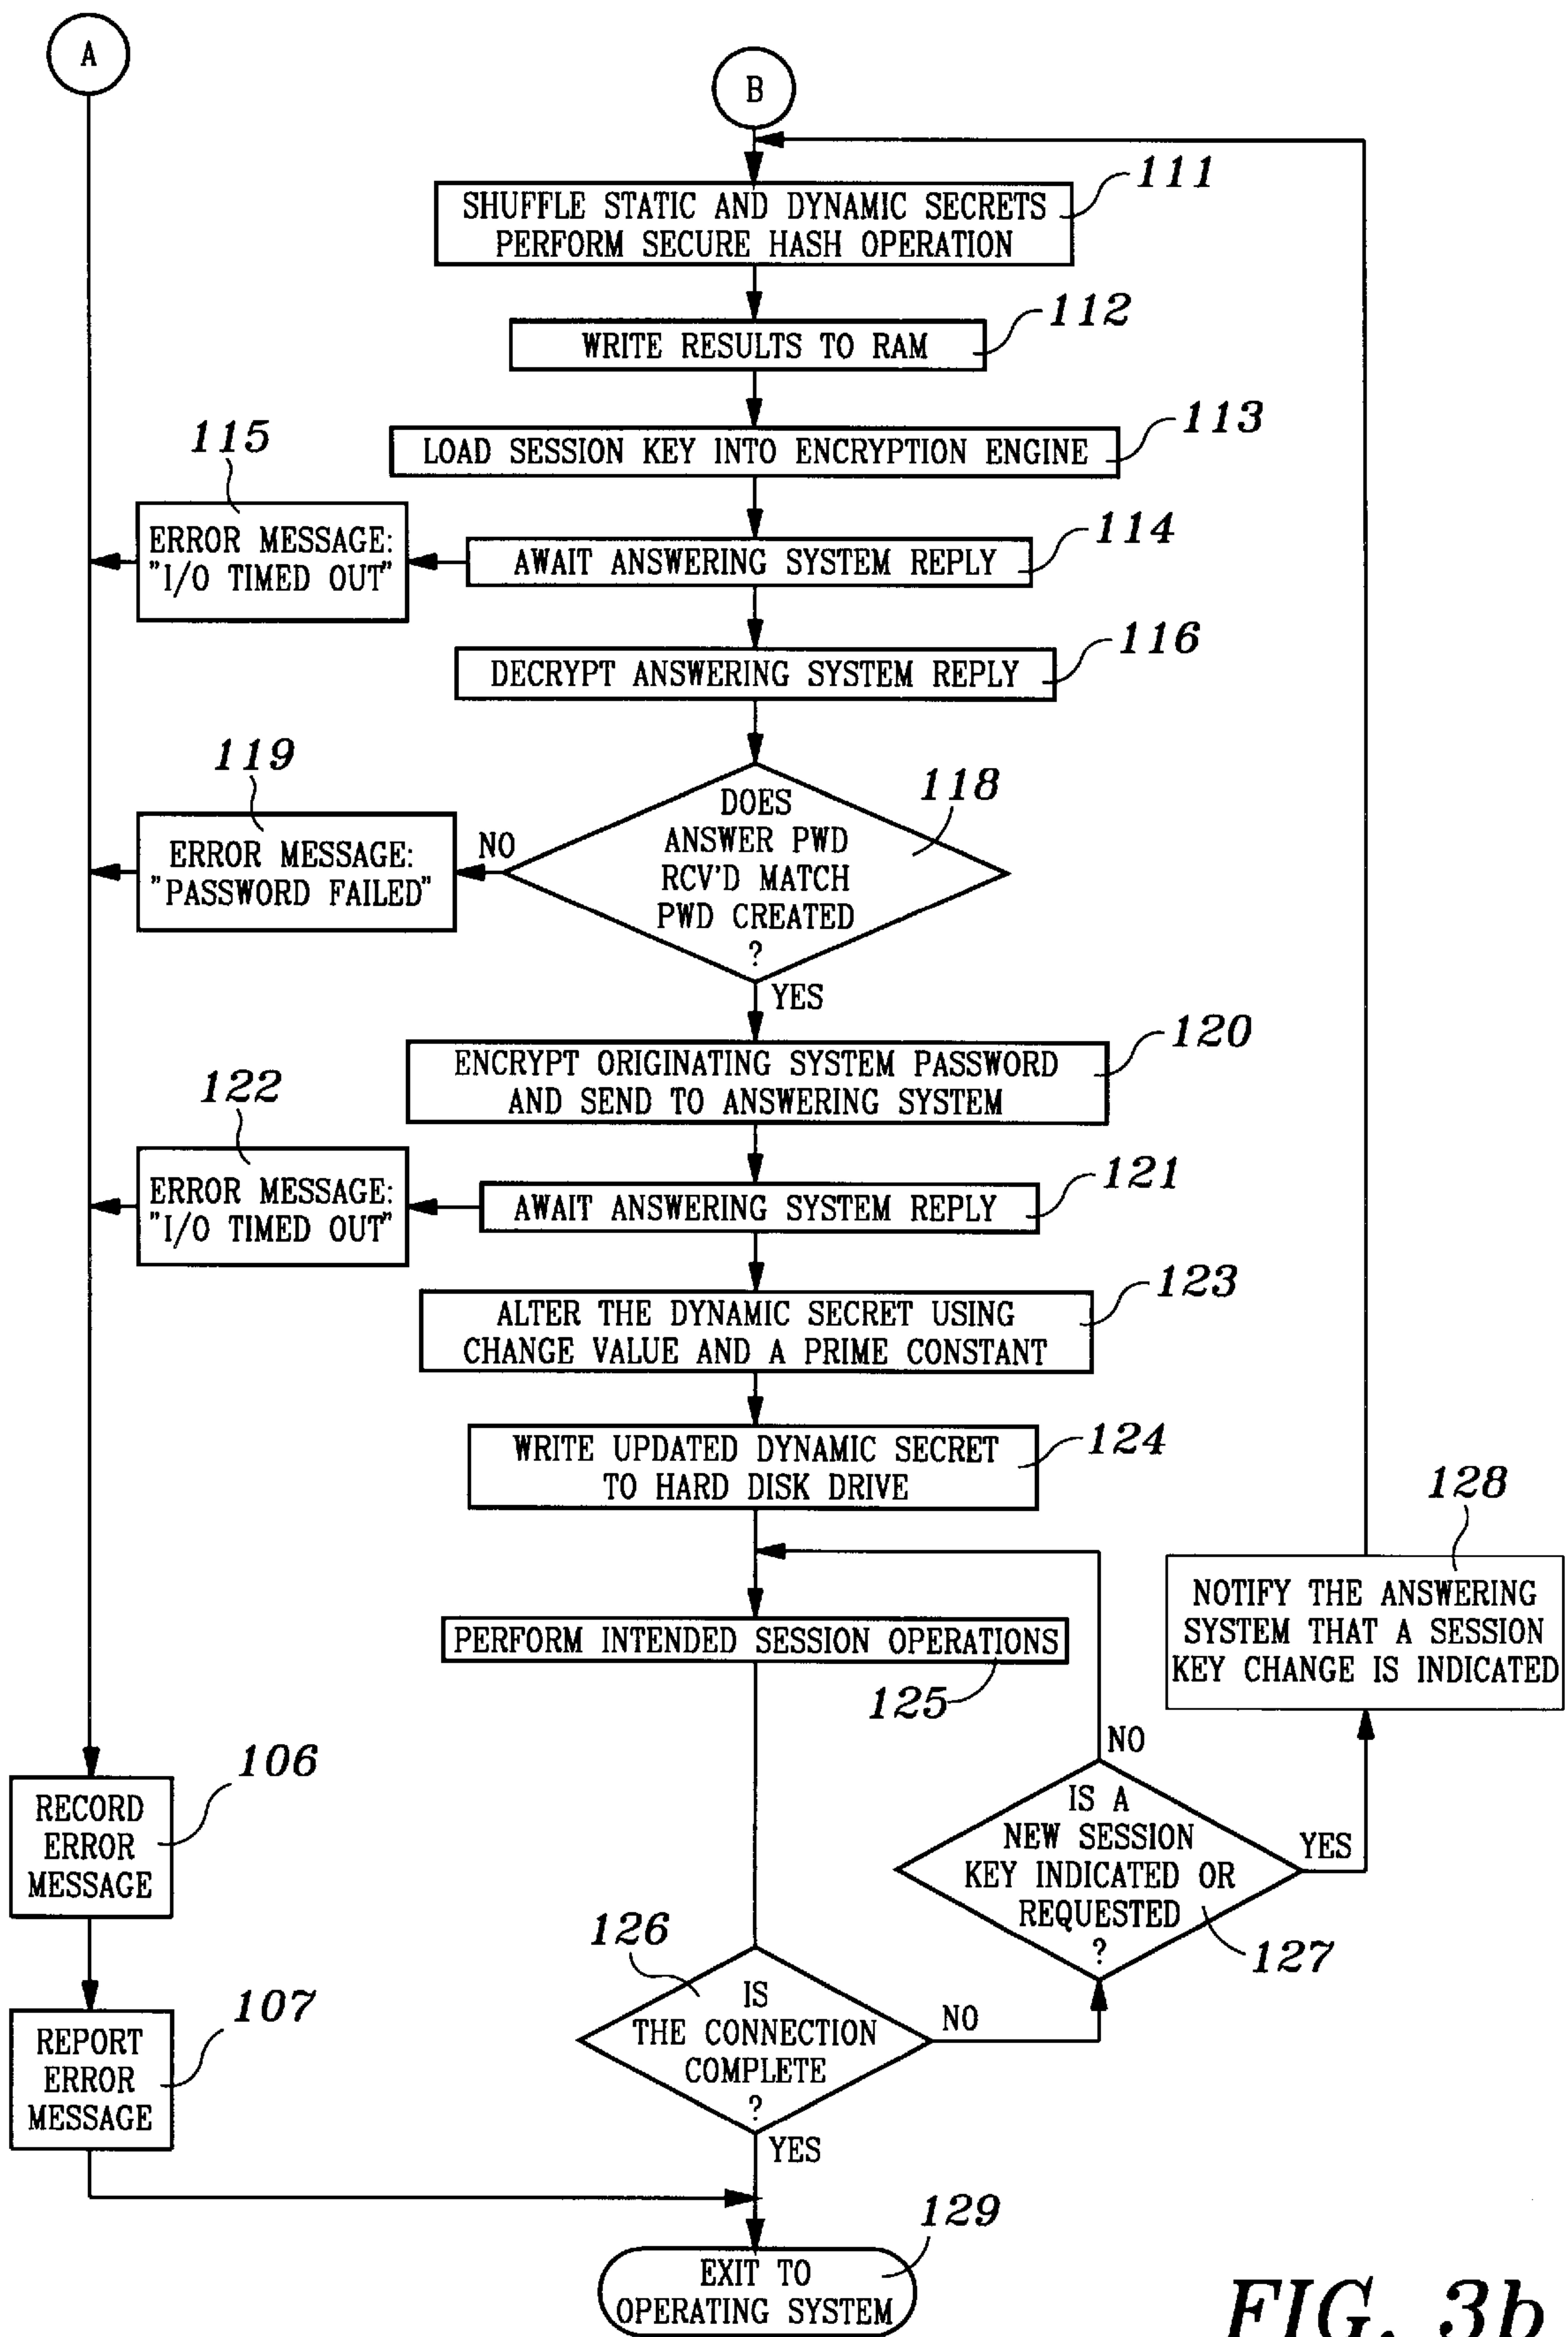 A
B
111
SHUFFLE STATIC AND DYNAMIC SECRETS
PERFORM SECURE HASH OPERATION
112
WRITE RESULTS TO RAM
113
LOAD SESSION KEY INTO ENCRYPTION ENGINE
115
ERROR MESSAGE:
"I/O TIMED OUT"
114
AWAIT ANSWERING SYSTEM REPLY
116
DECRYPT ANSWERING SYSTEM REPLY
119
ERROR MESSAGE:
"PASSWORD FAILED"
NO
118
DOES
ANSWER PWD
RCV'D MATCH
PWD CREATED
?
YES
120
ENCRYPT ORIGINATING SYSTEM PASSWORD
AND SEND TO ANSWERING SYSTEM
122
ERROR MESSAGE:
"I/O TIMED OUT"
121
AWAIT ANSWERING SYSTEM REPLY
123
ALTER THE DYNAMIC SECRET USING
CHANGE VALUE AND A PRIME CONSTANT
124
WRITE UPDATED DYNAMIC SECRET
TO HARD DISK DRIVE
128
NOTIFY THE ANSWERING
SYSTEM THAT A SESSION
KEY CHANGE IS INDICATED
PERFORM INTENDED SESSION OPERATIONS
125
NO
IS A
NEW SESSION
KEY INDICATED OR
REQUESTED
?
YES
127
106
RECORD
ERROR
MESSAGE
126
IS
THE CONNECTION
COMPLETE
?
NO
YES
107
REPORT
ERROR
MESSAGE
129
EXIT TO
OPERATING SYSTEM
FIG. 3b